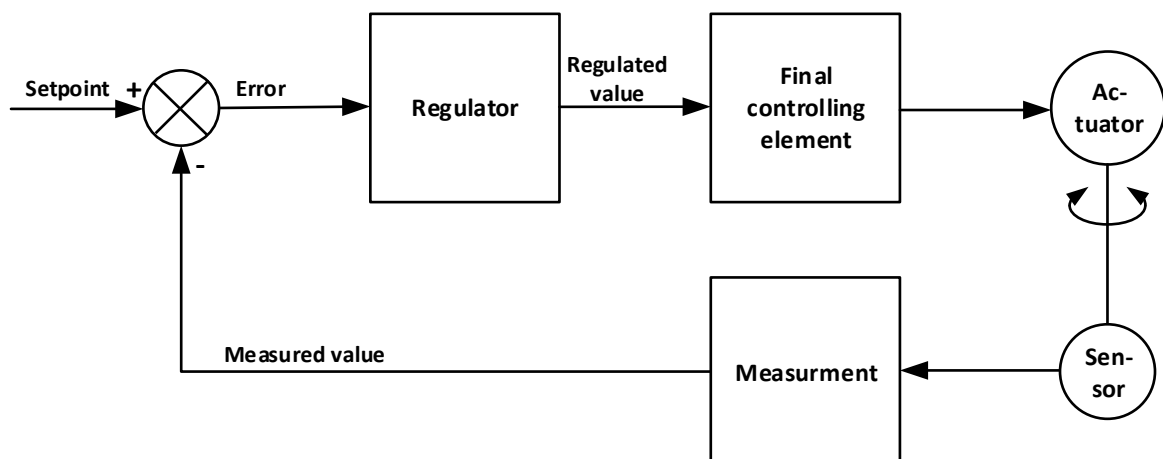 Setpoint
+
Error
Regulator
Regulated
value
Final
controlling
element
Ac-
tuator
-
Measured value
Measurment
Sen-
sor